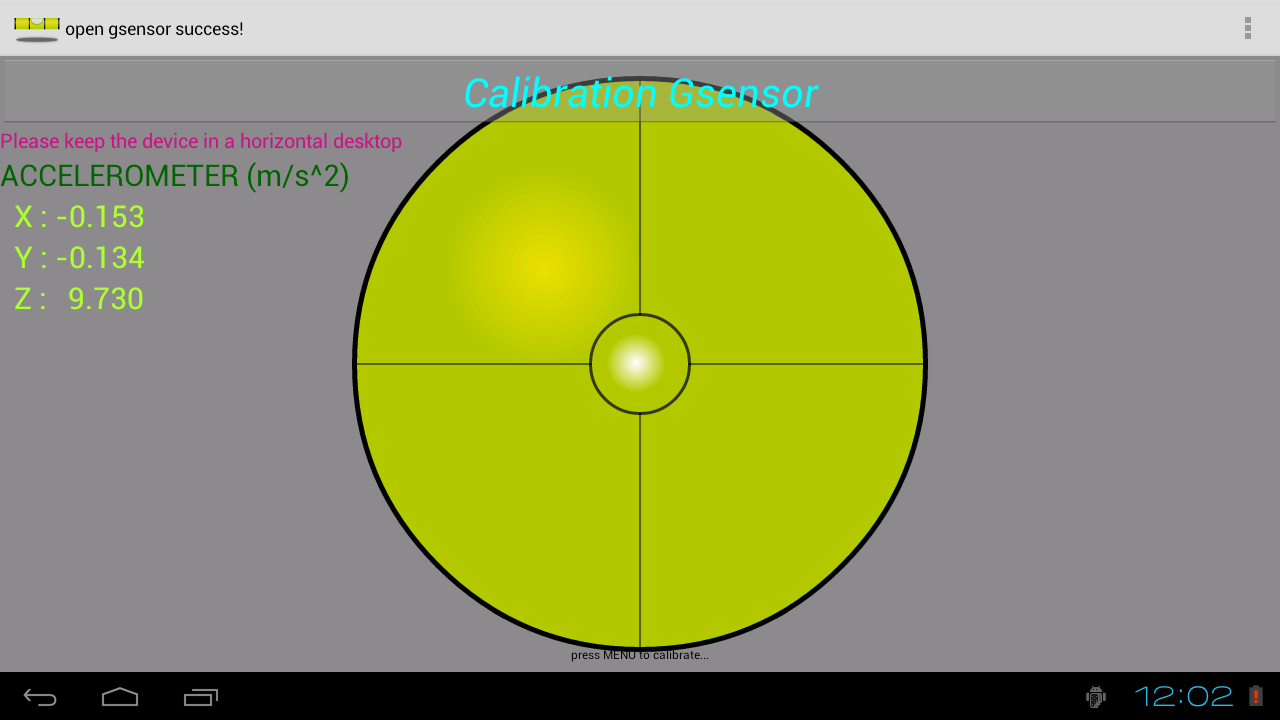 open gsensor success!
Calibration Gsensor
Please keep the device in a horizontal desktop
ACCELEROMETER (m/s^2)
X : -0.153
Y : -0.134
Z : 9.730
press MENU to calibrate...
12:02